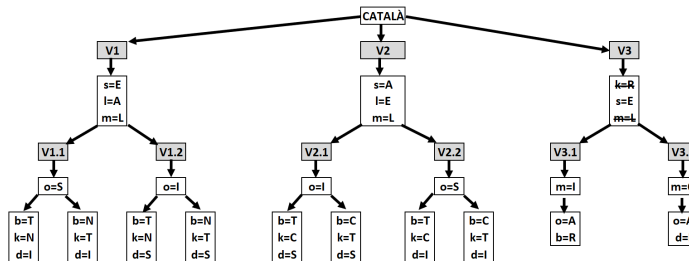 CATALÀ
V1
V2
V3
s=E
l=A
m=L
s=A
l=E
m=L
k=R
s=E
m=L
V1.1
V1.2
V2.1
V2.2
V3.1
o=S
o=I
o=I
o=S
m=I
b=T
k=N
d=I
b=N
k=T
d=I
b=T
k=N
d=S
b=N
k=T
d=S
b=T
k=C
d=S
b=C
k=T
d=S
b=T
k=C
d=I
b=C
k=T
d=I
o=A
b=R